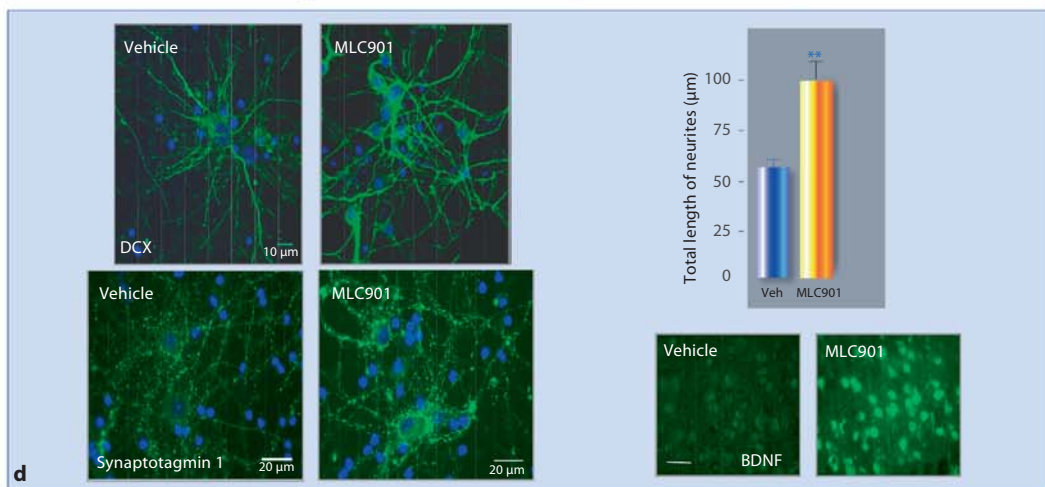 Vehicle
MLC901
DCX
10 µm
Vehicle
MLC901
Synaptotagmin 1
20 µm
20 µm
Total length of neurites (µm)
100
75
50
25
0
**
Veh
MLC901
Vehicle
MLC901
BDNF
d